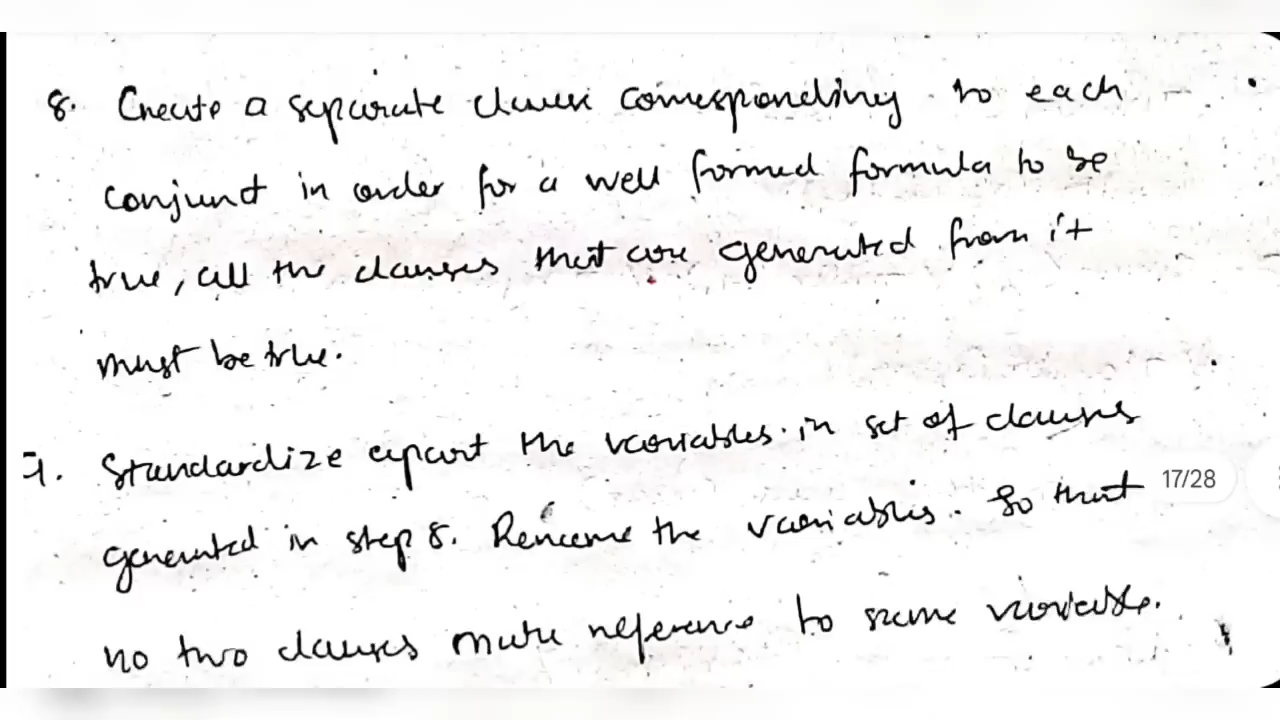 8. Create a separate clause corresponding to each
conjunct in order for a well formed formula to be
true, all the clauses that are generated from it
must be true.
9. Standardize apart the variables in set of clauses
17/28
generated in step 8. Rename the variables. So that
no two clauses make reference to same variable.